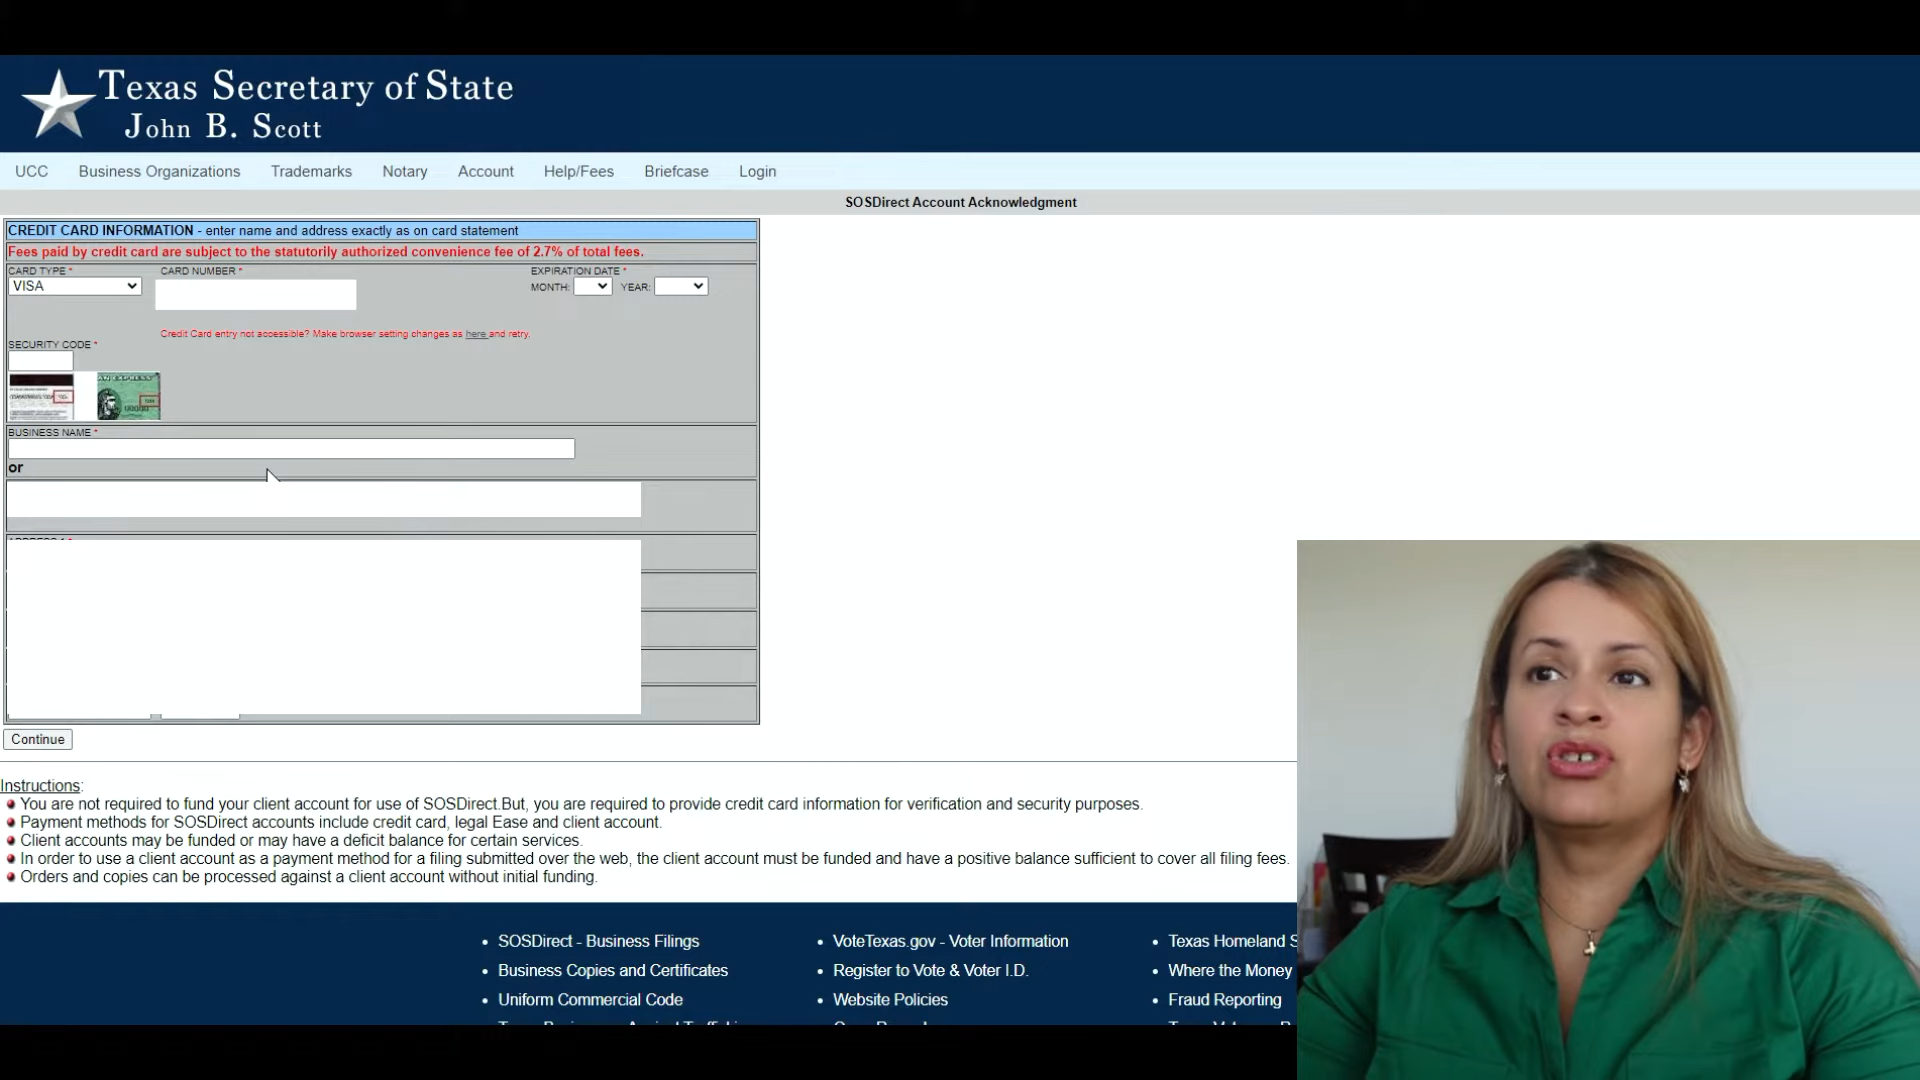 Texas Secretary of State
John B. Scott
UCC Business Organizations Trademarks Notary Account Help/Fees Briefcase Login
SOSDirect Account Acknowledgment
CREDIT CARD INFORMATION - enter name and address exactly as on card statement
Fees paid by credit card are subject to the statutorily authorized convenience fee of 2.7% of total fees.
CARD TYPE * CARD NUMBER * EXPIRATION DATE *
VISA MONTH: YEAR:
Credit Card entry not accessible? Make browser setting changes as here and retry.
SECURITY CODE *
BUSINESS NAME *
or
Continue
Instructions:
You are not required to fund your client account for use of SOSDirect.But, you are required to provide credit card information for verification and security purposes.
Payment methods for SOSDirect accounts include credit card, legal Ease and client account.
Client accounts may be funded or may have a deficit balance for certain services.
In order to use a client account as a payment method for a filing submitted over the web, the client account must be funded and have a positive balance sufficient to cover all filing fees.
Orders and copies can be processed against a client account without initial funding.
• SOSDirect - Business Filings • VoteTexas.gov - Voter Information • Texas Homeland S
• Business Copies and Certificates • Register to Vote & Voter I.D. • Where the Money
• Uniform Commercial Code • Website Policies • Fraud Reporting